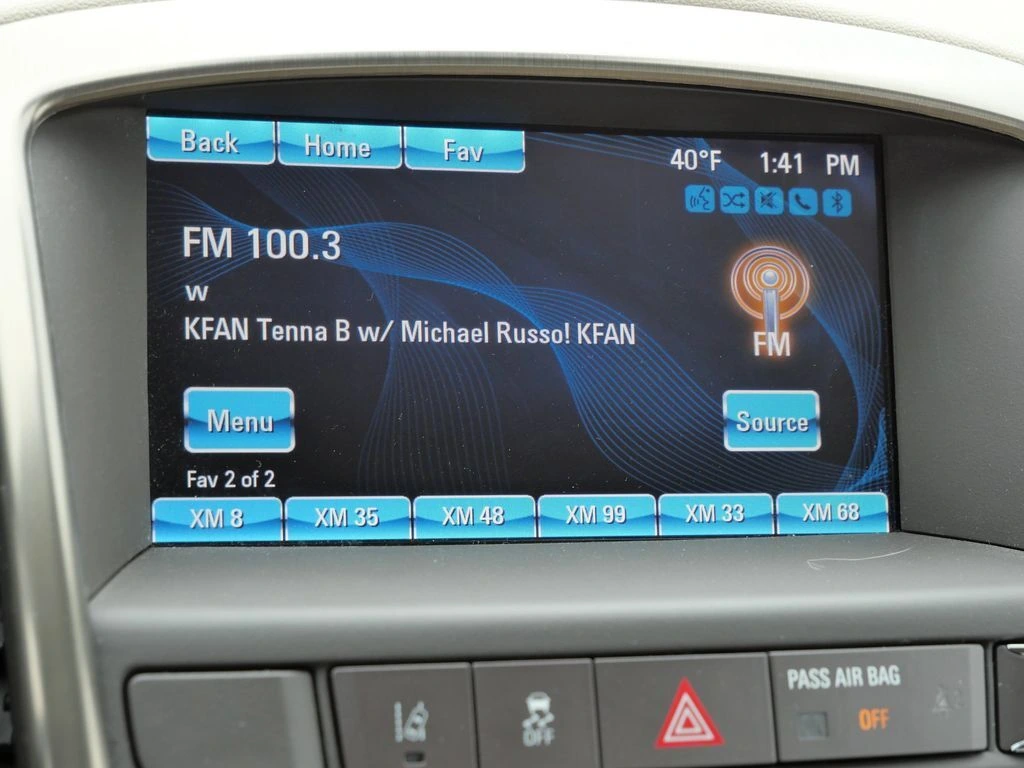 Back Home Fav
40°F 1:41 PM
FM 100.3
w
KFAN Tenna B w/ Michael Russo! KFAN
FM
Menu
Source
Fav 2 of 2
XM 8 XM 35 XM 48 XM 99 XM 33 XM 68
PASS AIR BAG
OFF
OFF